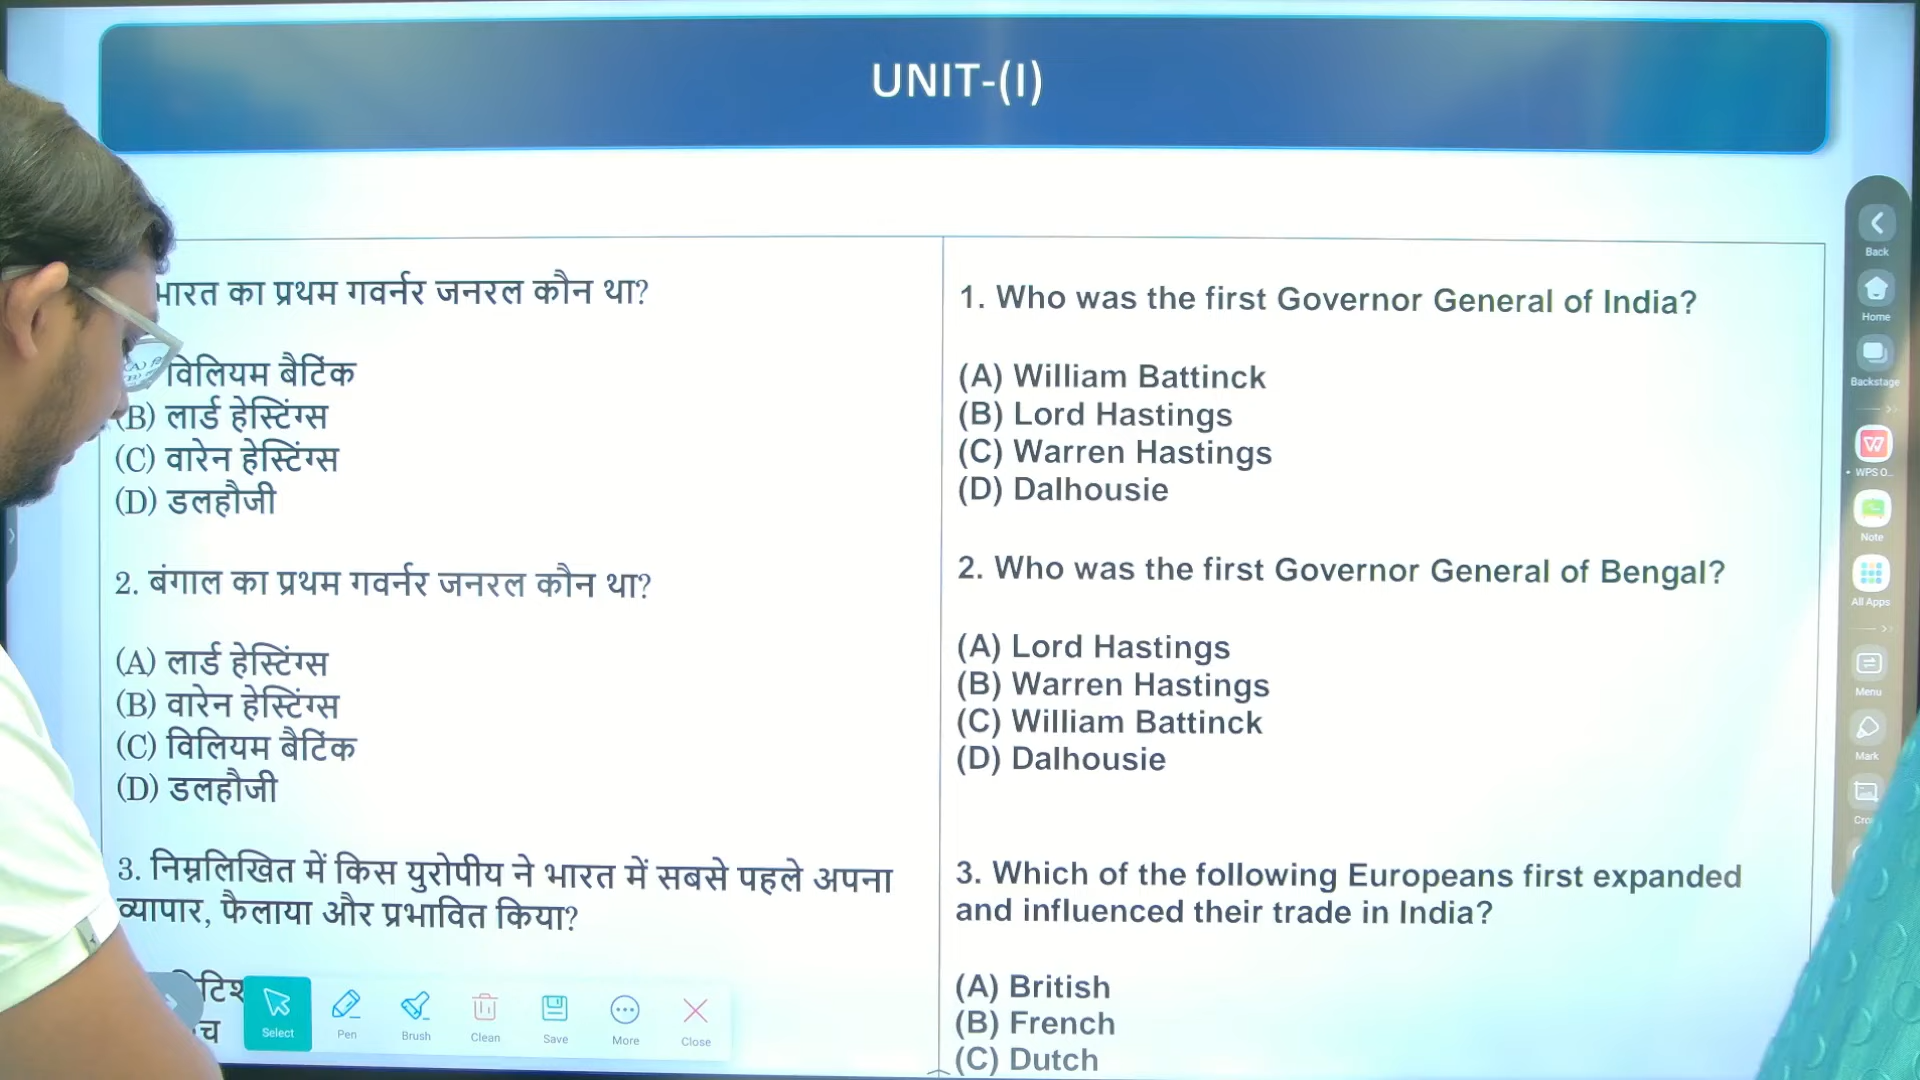 UNIT-(I)
भारत का प्रथम गवर्नर जनरल कौन था?
विलियम बैटिंक
(B) लार्ड हेस्टिंग्स
(C) वारेन हेस्टिंग्स
(D) डलहौजी
2. बंगाल का प्रथम गवर्नर जनरल कौन था?
(A) लार्ड हेस्टिंग्स
(B) वारेन हेस्टिंग्स
(C) विलियम बैटिंक
(D) डलहौजी
3. निम्नलिखित में किस युरोपीय ने भारत में सबसे पहले अपना
व्यापार, फैलाया और प्रभावित किया?
1. Who was the first Governor General of India?
(A) William Battinck
(B) Lord Hastings
(C) Warren Hastings
(D) Dalhousie
2. Who was the first Governor General of Bengal?
(A) Lord Hastings
(B) Warren Hastings
(C) William Battinck
(D) Dalhousie
3. Which of the following Europeans first expanded
and influenced their trade in India?
(A) British
(B) French
(C) Dutch
Select
Pen
Brush
Clean
Save
More
Close
Back
Home
Backstage
WPS O...
Note
All Apps
Menu
Mark